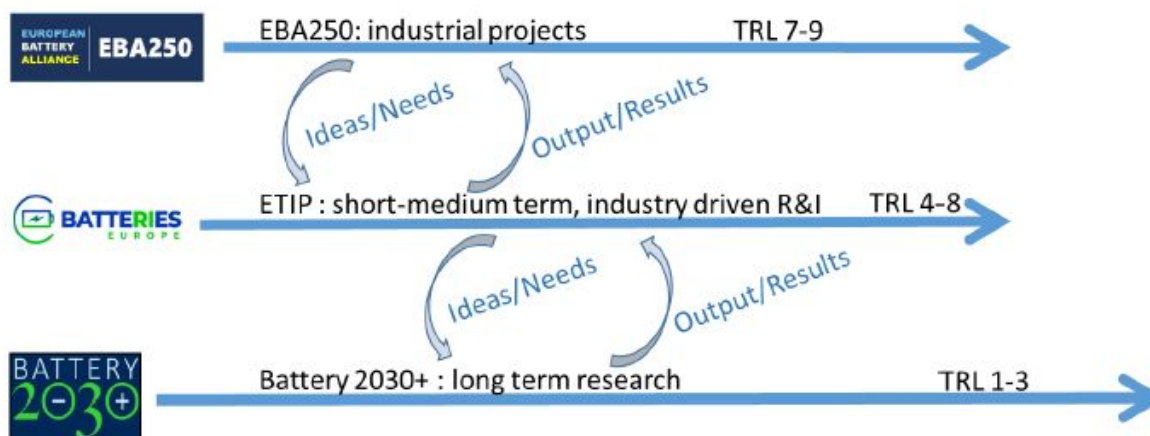 EUROPEAN
BATTERY
ALLIANCE
EBA250
EBA250: industrial projects TRL 7-9
Ideas/Needs
Output/Results
BATTERIES
EUROPE
ETIP : short-medium term, industry driven R&I TRL 4-8
Ideas/Needs
Output/Results
BATTERY
2030+
Battery 2030+ : long term research TRL 1-3